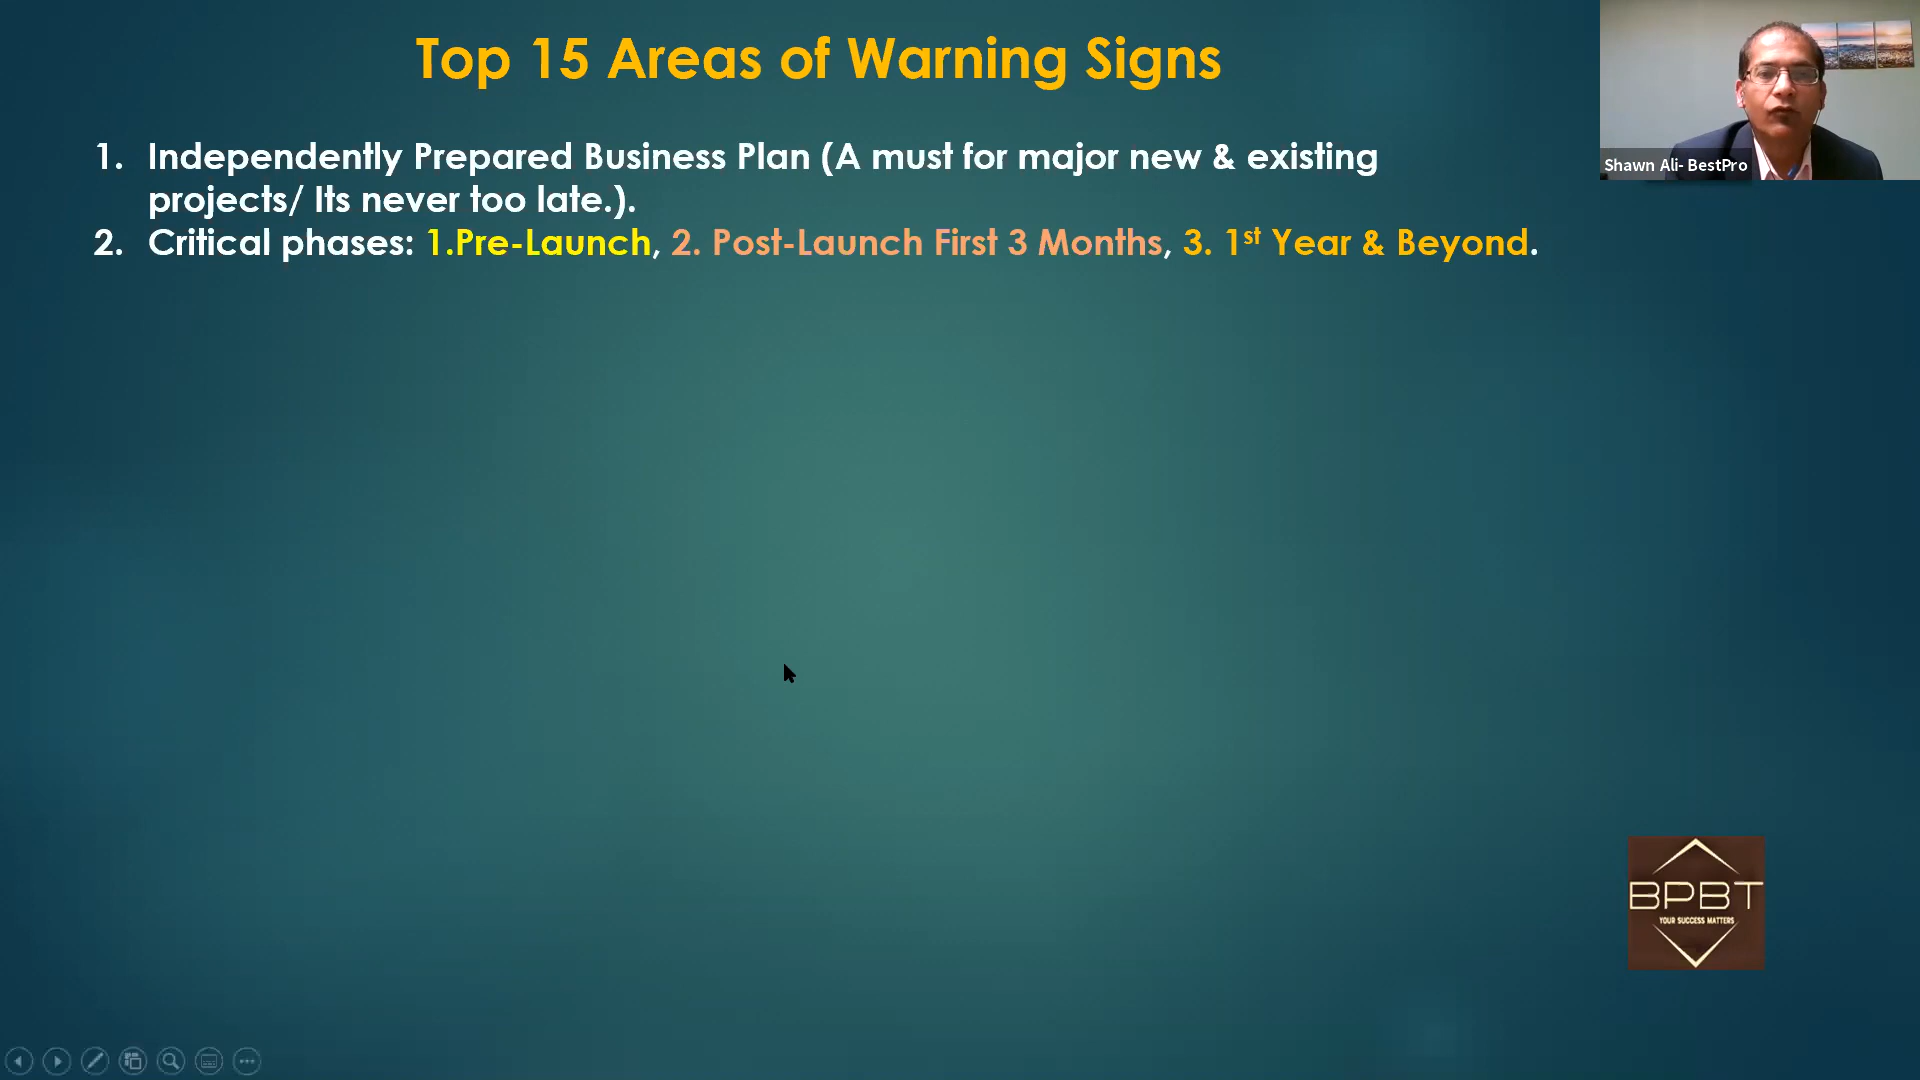 Top 15 Areas of Warning Signs
Shawn Ali- BestPro
1. Independently Prepared Business Plan (A must for major new & existing
projects/ Its never too late.).
2. Critical phases: 1.Pre-Launch, 2. Post-Launch First 3 Months, 3. 1st Year & Beyond.
BPBT
YOUR SUCCESS MATTERS